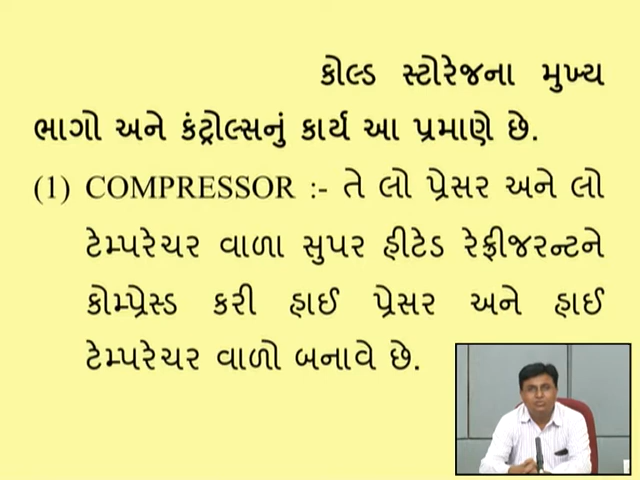 કોલ્ડ સ્ટોરેજના મુખ્ય
ભાગો અને કંટ્રોલ્સનું કાર્ય આ પ્રમાણે છે.
(1) COMPRESSOR :- તે લો પ્રેસર અને લો
ટેમ્પરેચર વાળા સુપર હીટેડ રેફ્રીજરન્ટને
કોમ્પ્રેસ્ડ કરી હાઈ પ્રેસર અને હાઈ
ટેમ્પરેચર વાળો બનાવે છે.